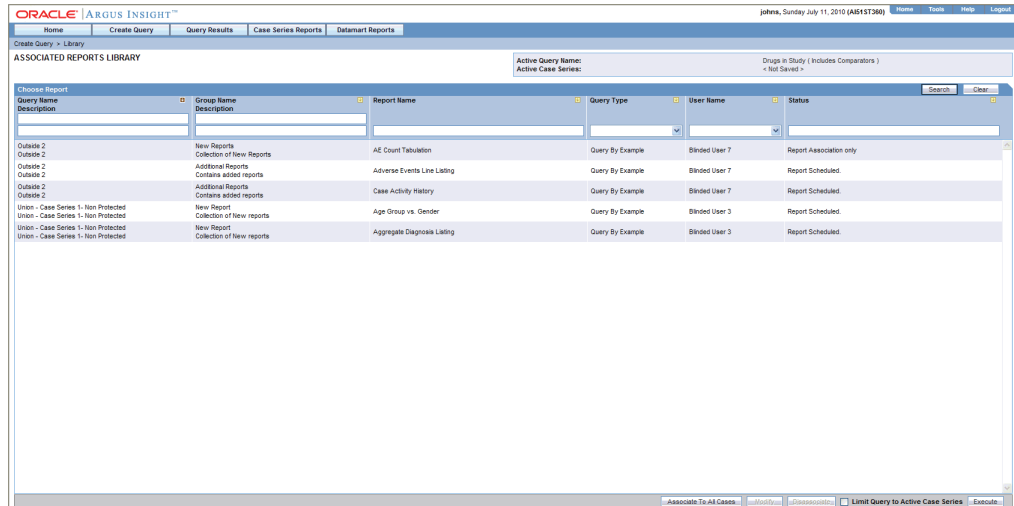 ORACLE' ARGUS INSIGHT™
johns, Sunday July 11, 2010 (AI51ST360) Home Tools Help Logout
Home Create Query Query Results Case Series Reports Datamart Reports
Create Query > Library
ASSOCIATED REPORTS LIBRARY
Active Query Name: Drugs in Study ( Includes Comparators )
Active Case Series: < Not Saved >
Choose Report Search Clear
Query Name Group Name Report Name Query Type User Name Status
Description Description
Outside 2 New Reports
Outside 2 Collection of New Reports AE Count Tabulation Query By Example Blinded User 7 Report Association only
Outside 2 Additional Reports
Outside 2 Contains added reports Adverse Events Line Listing Query By Example Blinded User 7 Report Scheduled.
Outside 2 Additional Reports
Outside 2 Contains added reports Case Activity History Query By Example Blinded User 7 Report Scheduled.
Union - Case Series 1- Non Protected New Report
Union - Case Series 1- Non Protected Collection of New reports Age Group vs. Gender Query By Example Blinded User 3 Report Scheduled.
Union - Case Series 1- Non Protected New Report
Union - Case Series 1- Non Protected Collection of New reports Aggregate Diagnosis Listing Query By Example Blinded User 3 Report Scheduled.
Associate To All Cases Modify Disassociate Limit Query to Active Case Series Execute